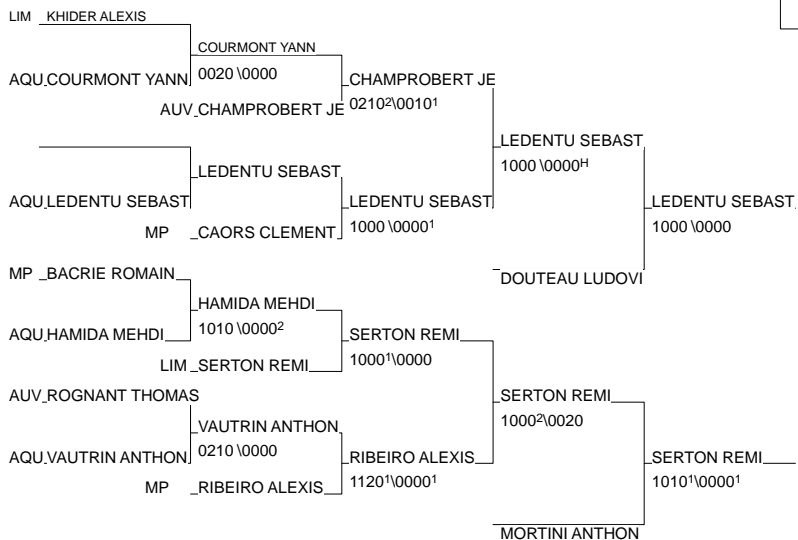 LIM KHIDER ALEXIS
COURMONT YANN
AQU COURMONT YANN 0020 \0000 CHAMPROBERT JE
AUV CHAMPROBERT JE 0210²\0010¹
LEDENTU SEBAST
1000 \0000ᴴ
LEDENTU SEBAST
AQU LEDENTU SEBAST LEDENTU SEBAST LEDENTU SEBAST
MP CAORS CLEMENT 1000 \0000¹ 1000 \0000
MP BACRIE ROMAIN DOUTEAU LUDOVI
HAMIDA MEHDI
AQU HAMIDA MEHDI 1010 \0000² SERTON REMI
LIM SERTON REMI 1000¹\0000
AUV ROGNANT THOMAS SERTON REMI
1000²\0020
VAUTRIN ANTHON
AQU VAUTRIN ANTHON 0210 \0000 RIBEIRO ALEXIS SERTON REMI
MP RIBEIRO ALEXIS 1120¹\0000¹ 1010¹\0000¹
MORTINI ANTHON